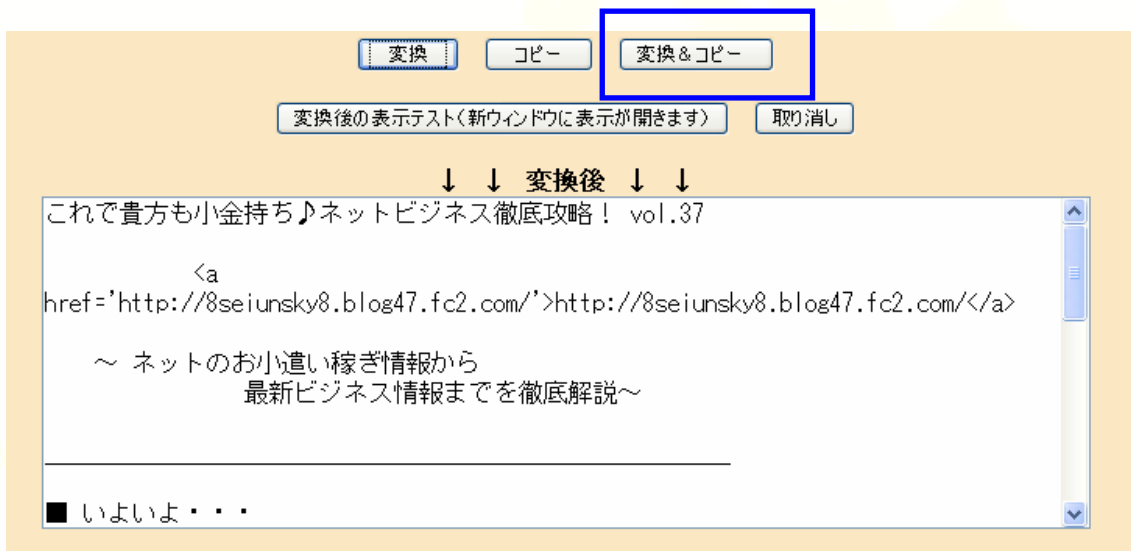 変換 コピー 変換＆コピー
変換後の表示テスト(新ウィンドウに表示が開きます) 取り消し
↓ ↓ 変換後 ↓ ↓
これで貴方も小金持ち♪ネットビジネス徹底攻略！ vol.37
<a
href='http://8seiunsky8.blog47.fc2.com/'>http://8seiunsky8.blog47.fc2.com/</a>
～ ネットのお小遣い稼ぎ情報から
最新ビジネス情報までを徹底解説～
■ いよいよ・・・